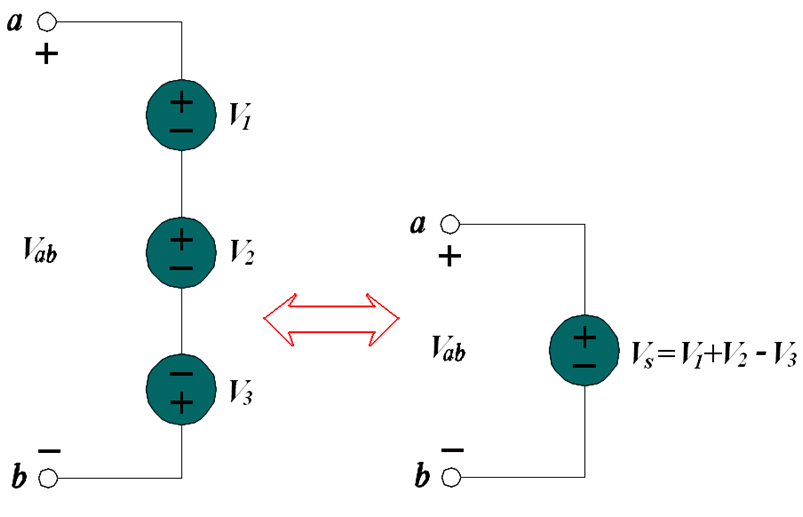 a
+
+
−
V1
+
−
V2
Vab
−
+
V3
−
b
a
+
Vab
+
−
Vs=V1+V2 - V3
−
b